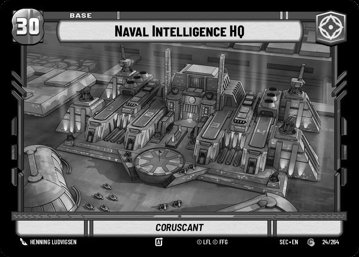 30
BASE
NAVAL INTELLIGENCE HQ
CORUSCANT
HENNING LUDVIGSEN
© LFL © FFG
SEC • EN
24/264